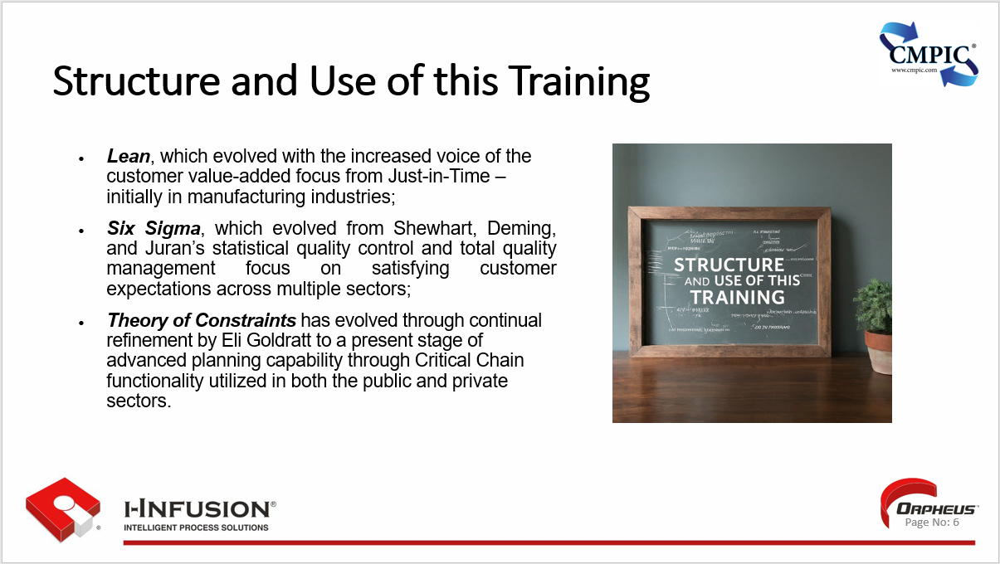 CMPIC®
www.cmpic.com
Structure and Use of this Training
• Lean, which evolved with the increased voice of the
customer value-added focus from Just-in-Time –
initially in manufacturing industries;
• Six Sigma, which evolved from Shewhart, Deming,
and Juran’s statistical quality control and total quality
management focus on satisfying customer
expectations across multiple sectors;
• Theory of Constraints has evolved through continual
refinement by Eli Goldratt to a present stage of
advanced planning capability through Critical Chain
functionality utilized in both the public and private
sectors.
STRUCTURE
AND USE OF THIS
TRAINING
®
I-INFUSION®
INTELLIGENT PROCESS SOLUTIONS
ORPHEUS™
Page No: 6